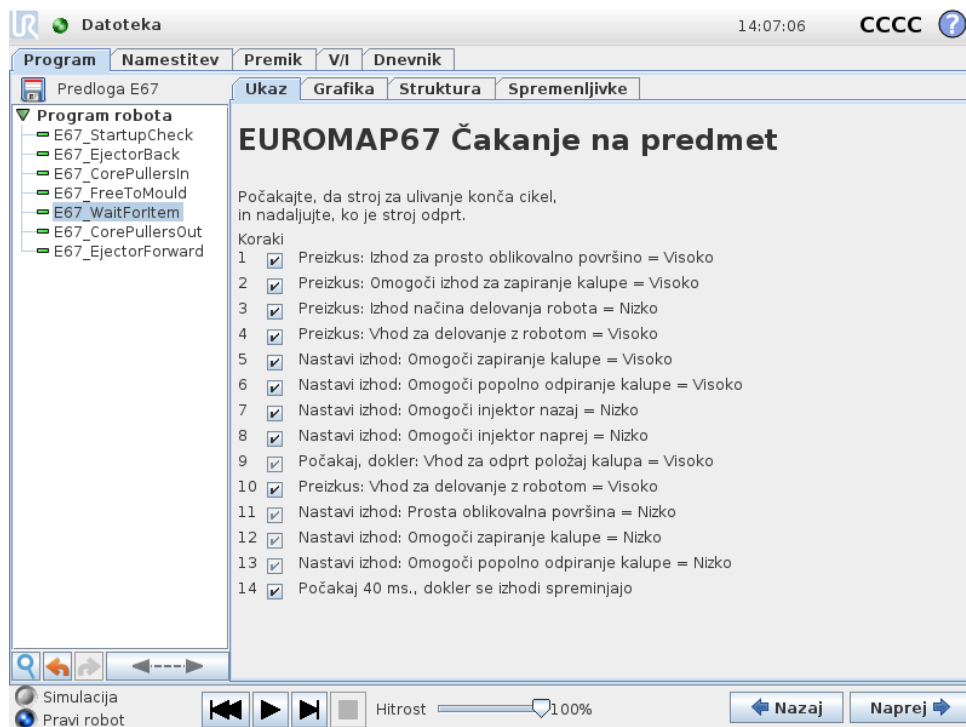 UR Datoteka 14:07:06 CCCC ?
Program Namestitev Premik V/I Dnevnik
Predloga E67
Ukaz Grafika Struktura Spremenljivke
Program robota
E67_StartupCheck
E67_EjectorBack
E67_CorePullersIn
E67_FreeToMould
E67_WaitForItem
E67_CorePullersOut
E67_EjectorForward
EUROMAP67 Čakanje na predmet
Počakajte, da stroj za ulivanje konča cikel,
in nadaljujte, ko je stroj odprt.
Koraki
1 Preizkus: Izhod za prosto oblikovalno površino = Visoko
2 Preizkus: Omogoči izhod za zapiranje kalupe = Visoko
3 Preizkus: Izhod načina delovanja robota = Nizko
4 Preizkus: Vhod za delovanje z robotom = Visoko
5 Nastavi izhod: Omogoči zapiranje kalupe = Visoko
6 Nastavi izhod: Omogoči popolno odpiranje kalupe = Visoko
7 Nastavi izhod: Omogoči injektor nazaj = Nizko
8 Nastavi izhod: Omogoči injektor naprej = Nizko
9 Počakaj, dokler: Vhod za odprt položaj kalupa = Visoko
10 Preizkus: Vhod za delovanje z robotom = Visoko
11 Nastavi izhod: Prosta oblikovalna površina = Nizko
12 Nastavi izhod: Omogoči zapiranje kalupe = Nizko
13 Nastavi izhod: Omogoči popolno odpiranje kalupe = Nizko
14 Počakaj 40 ms., dokler se izhodi spreminjajo
Simulacija
Pravi robot
Hitrost 100%
Nazaj Naprej